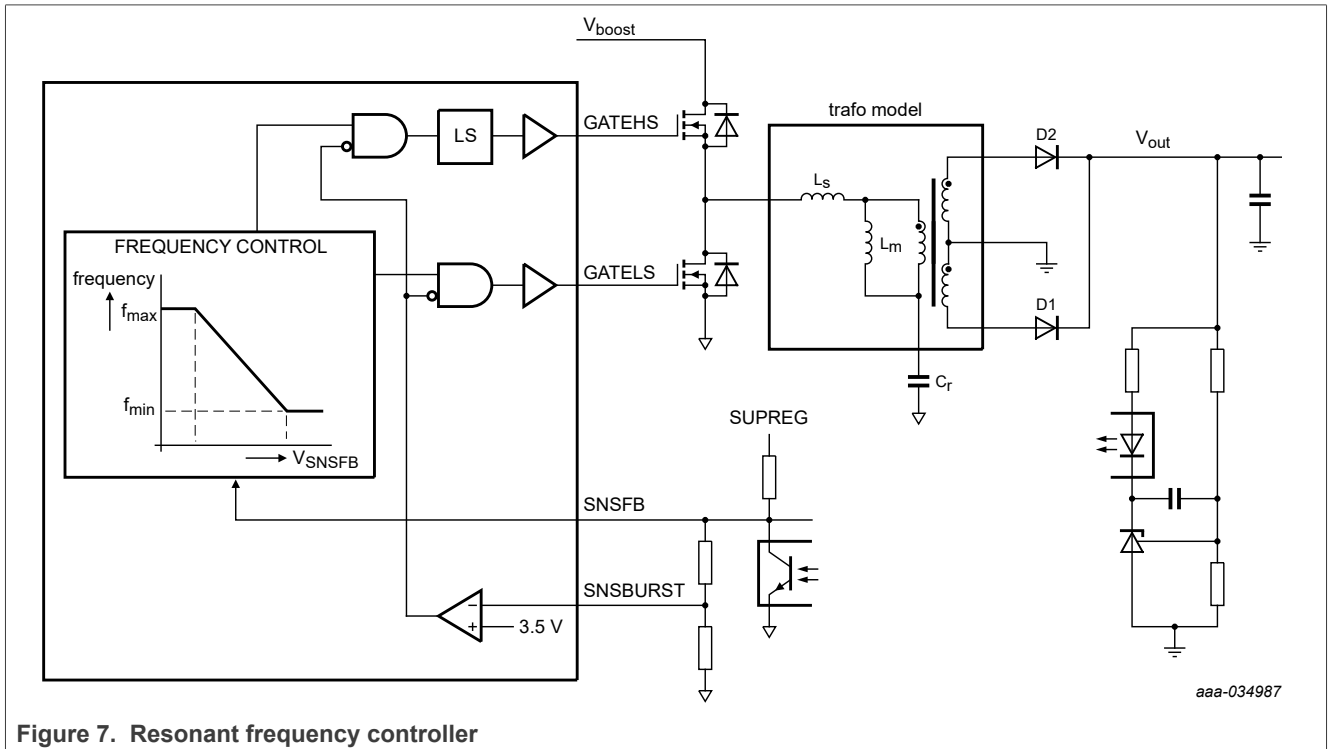 Vboost
trafo model
GATEHS
LS
D2
Vout
Ls
Lm
FREQUENCY CONTROL
frequency
fmax
GATELS
D1
fmin
Cr
VSNSFB
SUPREG
SNSFB
SNSBURST
−
+
3.5 V
aaa-034987
Figure 7. Resonant frequency controller